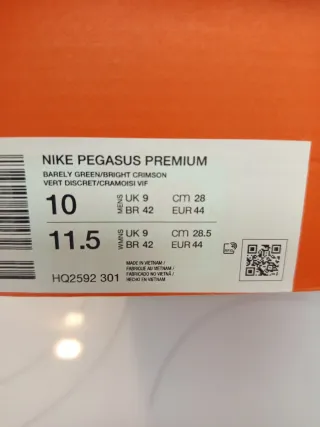 NIKE PEGASUS PREMIUM
BARELY GREEN/BRIGHT CRIMSON
VERT DISCRET/CRAMOISI VIF
10 MENS UK 9 CM 28
BR 42 EUR 44
11.5 WMNS UK 9 CM 28.5
BR 42 EUR 44
HQ2592 301
MADE IN VIETNAM /
FABRIQUÉ AU VIETNAM /
FABRICADO NO VIETNÃ /
HECHO EN VIETNAM